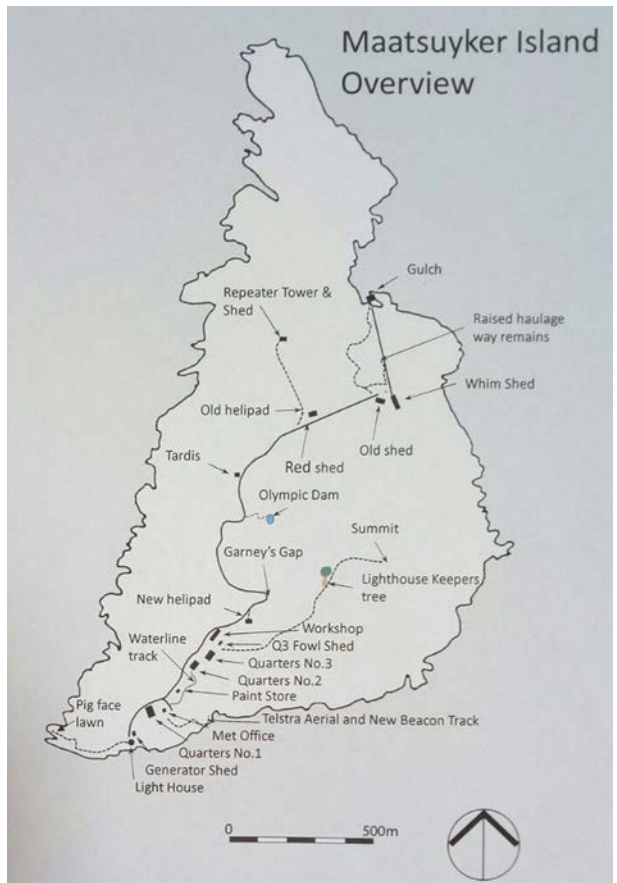 Maatsuyker Island
Overview
Gulch
Repeater Tower &
Shed
Raised haulage
way remains
Whim Shed
Old helipad
Old shed
Red shed
Tardis
Olympic Dam
Summit
Garney's Gap
Lighthouse Keepers
tree
New helipad
Workshop
Waterline
track
Q3 Fowl Shed
Quarters No.3
Quarters No.2
Paint Store
Pig face
lawn
Telstra Aerial and New Beacon Track
Met Office
Quarters No.1
Generator Shed
Light House
0
500m